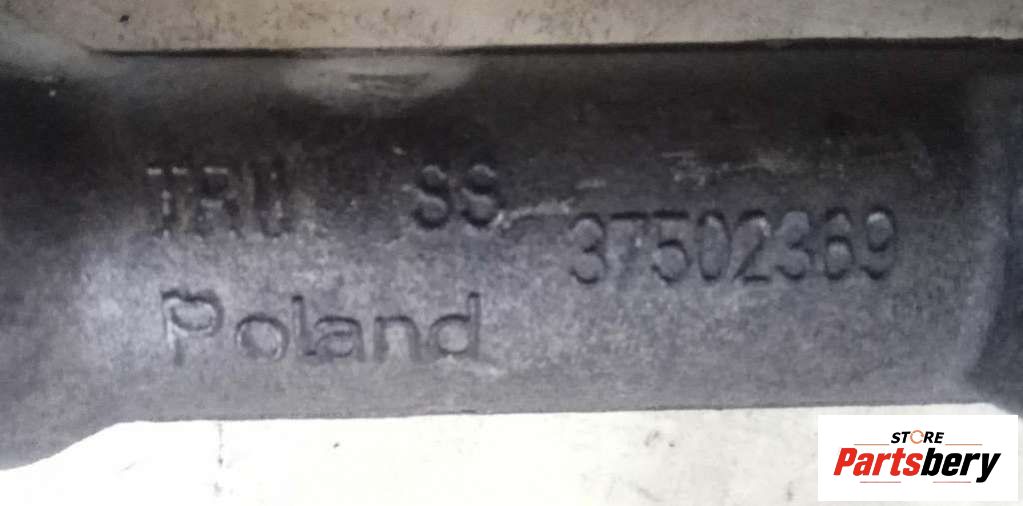 TRW SS
37502369
Poland
STORE
Partsbery